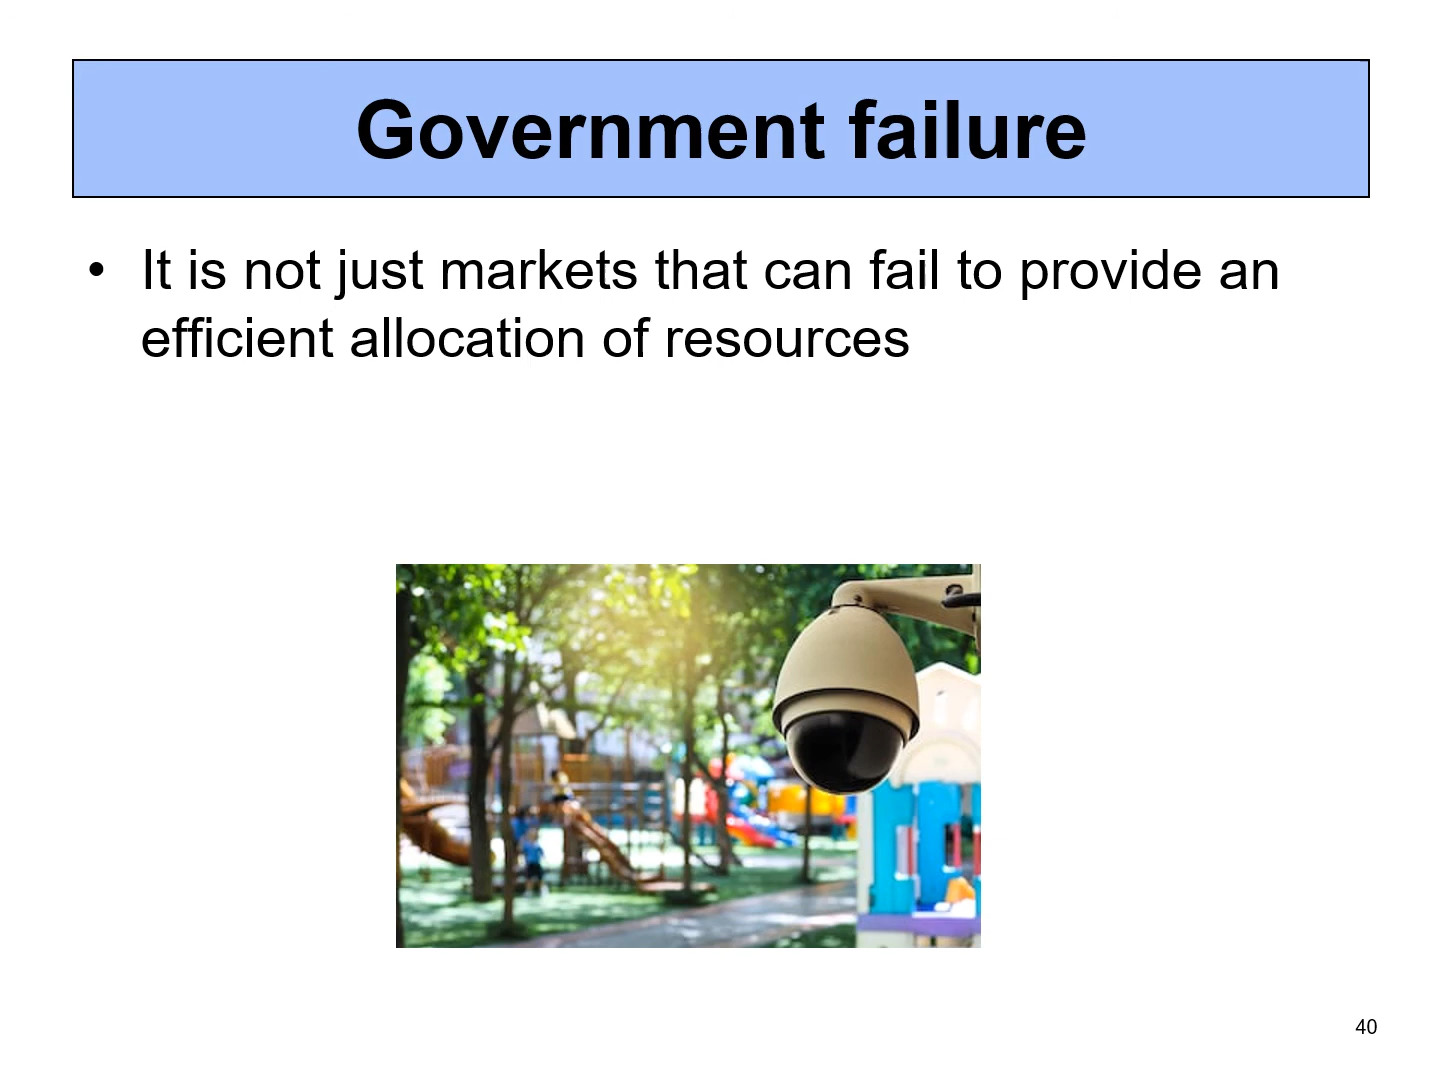 Government failure
• It is not just markets that can fail to provide an
efficient allocation of resources
40